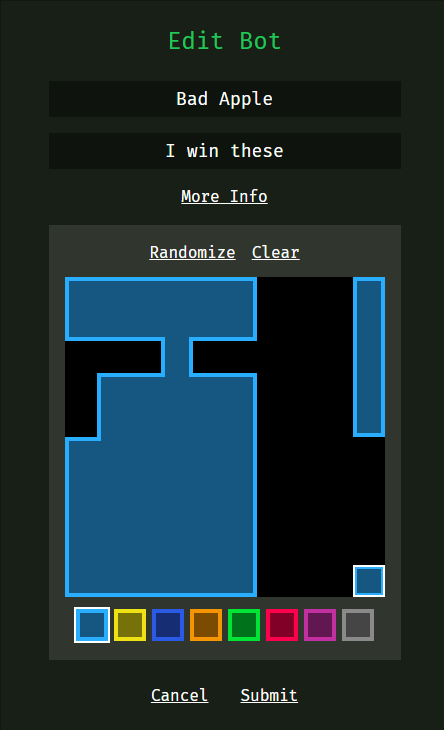 Edit Bot
Bad Apple
I win these
More Info
Randomize Clear
Cancel Submit